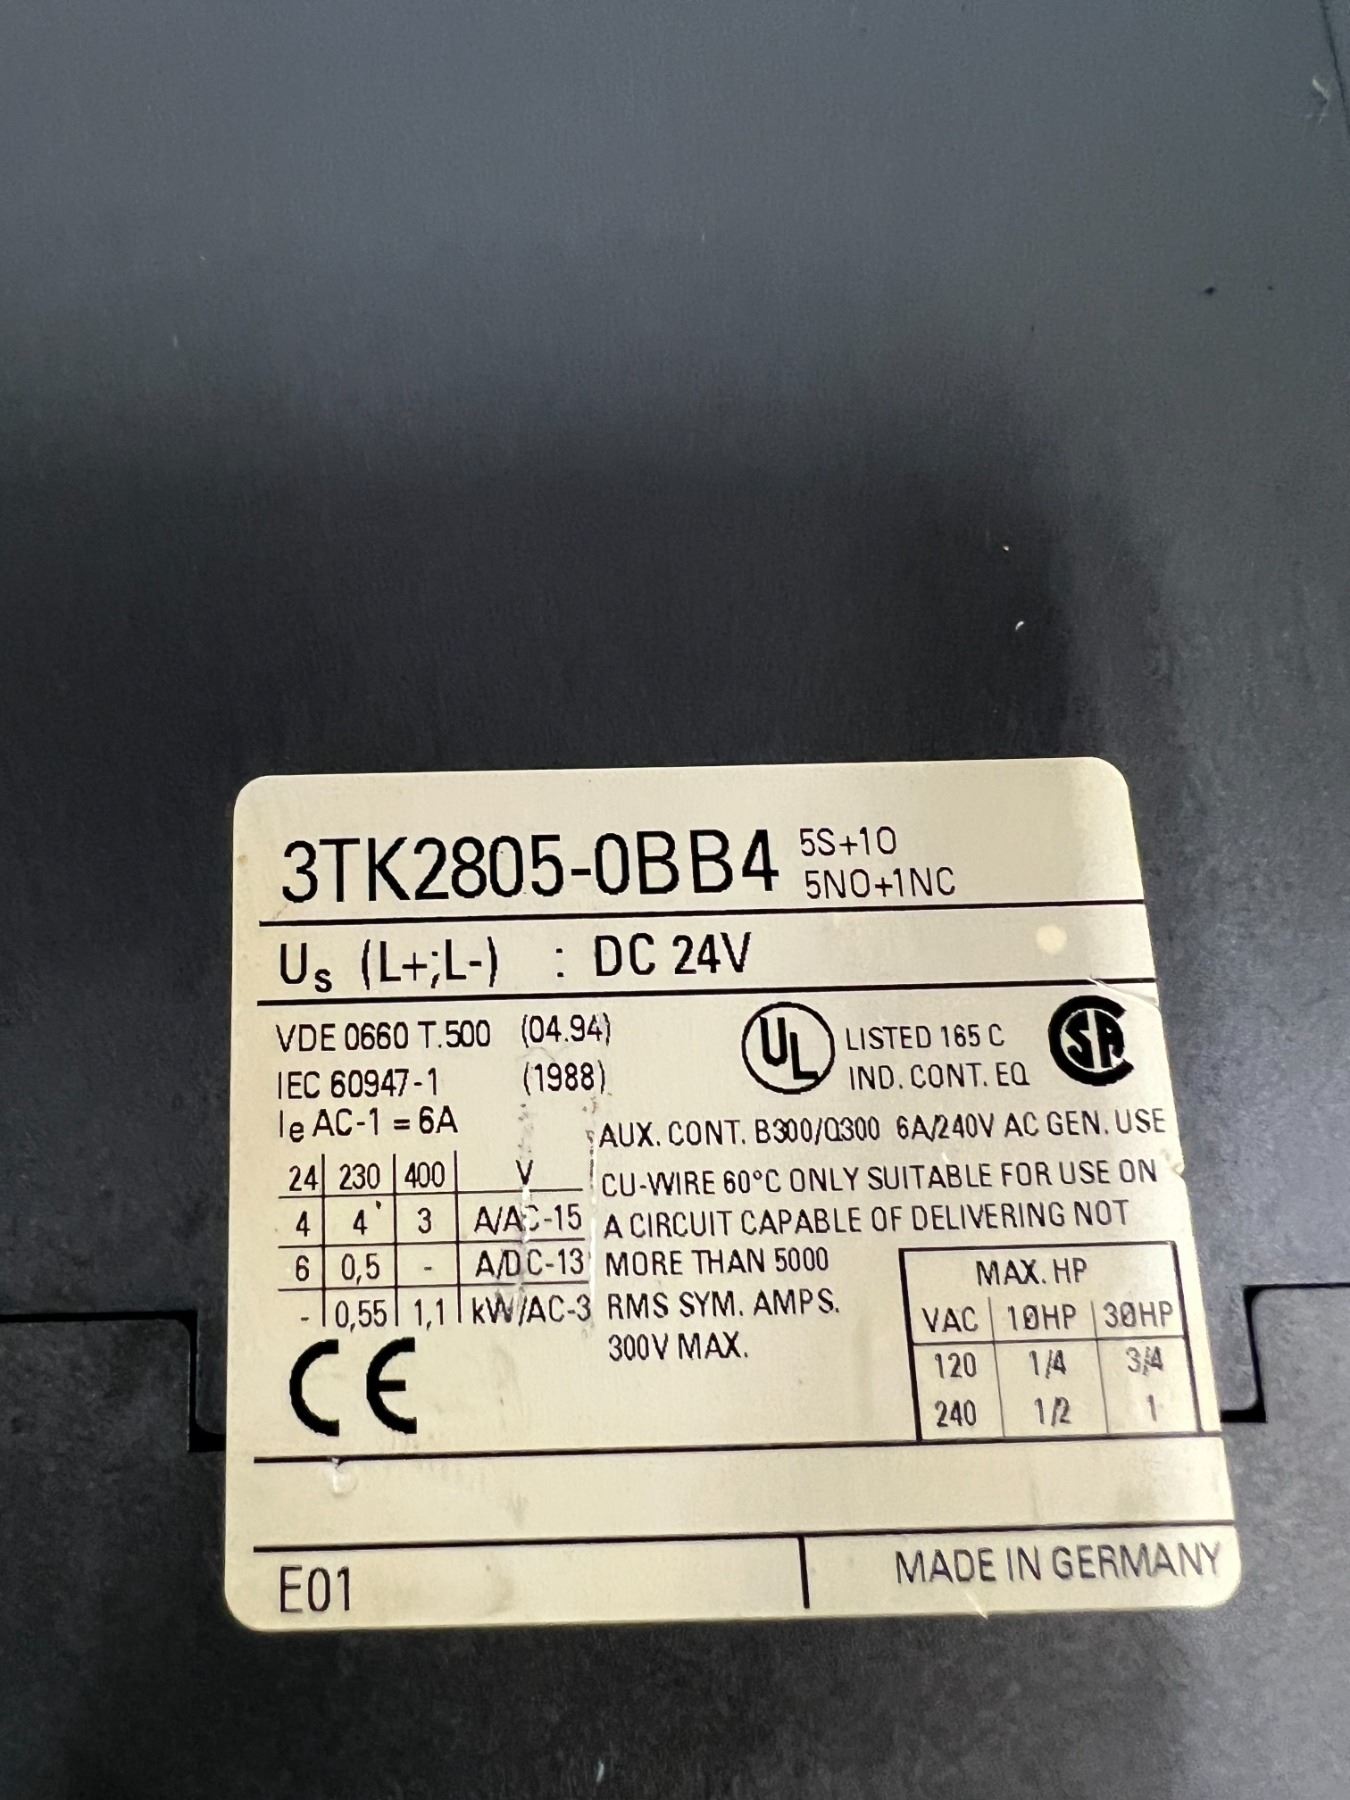 3TK2805-0BB4 5S+1O
5NO+1NC
Us (L+;L-) : DC 24V
VDE 0660 T.500 (04.94)
IEC 60947-1 (1988)
Ie AC-1 = 6A
UL LISTED 165 C
IND. CONT. EQ
SA
AUX. CONT. B300/Q300 6A/240V AC GEN. USE
CU-WIRE 60°C ONLY SUITABLE FOR USE ON
A CIRCUIT CAPABLE OF DELIVERING NOT
MORE THAN 5000
RMS SYM. AMPS.
300V MAX.
24 230 400 V
4 4 3 A/AC-15
6 0,5 - A/DC-13
- 0,55 1,1 kW/AC-3
MAX. HP
VAC 1ØHP 3ØHP
120 1/4 3/4
240 1/2 1
CE
E01
MADE IN GERMANY